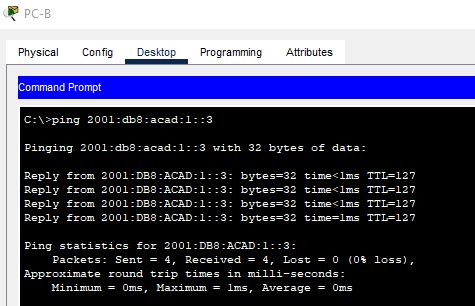 PC-B
Physical Config Desktop Programming Attributes
Command Prompt
C:\>ping 2001:db8:acad:1::3
Pinging 2001:db8:acad:1::3 with 32 bytes of data:
Reply from 2001:DB8:ACAD:1::3: bytes=32 time<1ms TTL=127
Reply from 2001:DB8:ACAD:1::3: bytes=32 time<1ms TTL=127
Reply from 2001:DB8:ACAD:1::3: bytes=32 time=1ms TTL=127
Reply from 2001:DB8:ACAD:1::3: bytes=32 time<1ms TTL=127
Ping statistics for 2001:DB8:ACAD:1::3:
Packets: Sent = 4, Received = 4, Lost = 0 (0% loss),
Approximate round trip times in milli-seconds:
Minimum = 0ms, Maximum = 1ms, Average = 0ms